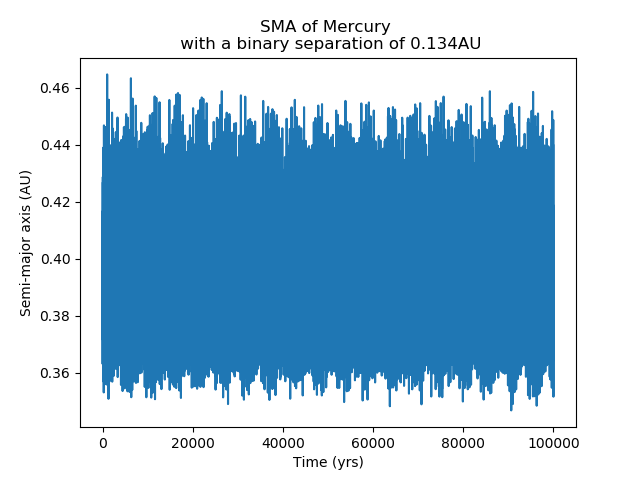 SMA of Mercury
with a binary separation of 0.134AU
0.46
0.44
0.42
0.40
0.38
0.36
Semi-major axis (AU)
0 20000 40000 60000 80000 100000
Time (yrs)